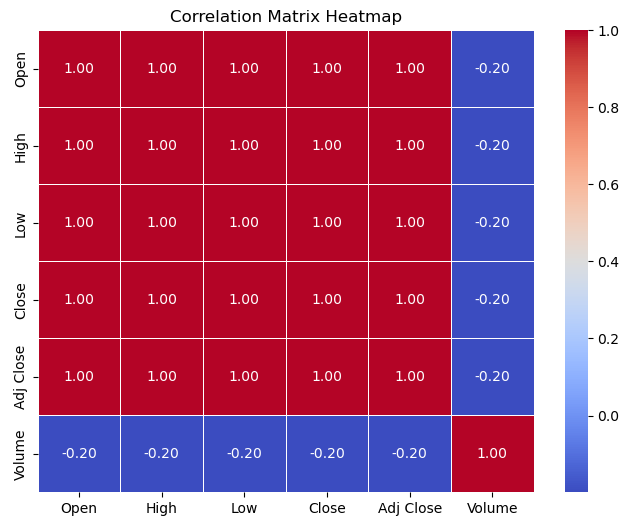 Correlation Matrix Heatmap
Open 1.00 1.00 1.00 1.00 1.00 -0.20
High 1.00 1.00 1.00 1.00 1.00 -0.20
Low 1.00 1.00 1.00 1.00 1.00 -0.20
Close 1.00 1.00 1.00 1.00 1.00 -0.20
Adj Close 1.00 1.00 1.00 1.00 1.00 -0.20
Volume -0.20 -0.20 -0.20 -0.20 -0.20 1.00
Open High Low Close Adj Close Volume
1.0
0.8
0.6
0.4
0.2
0.0